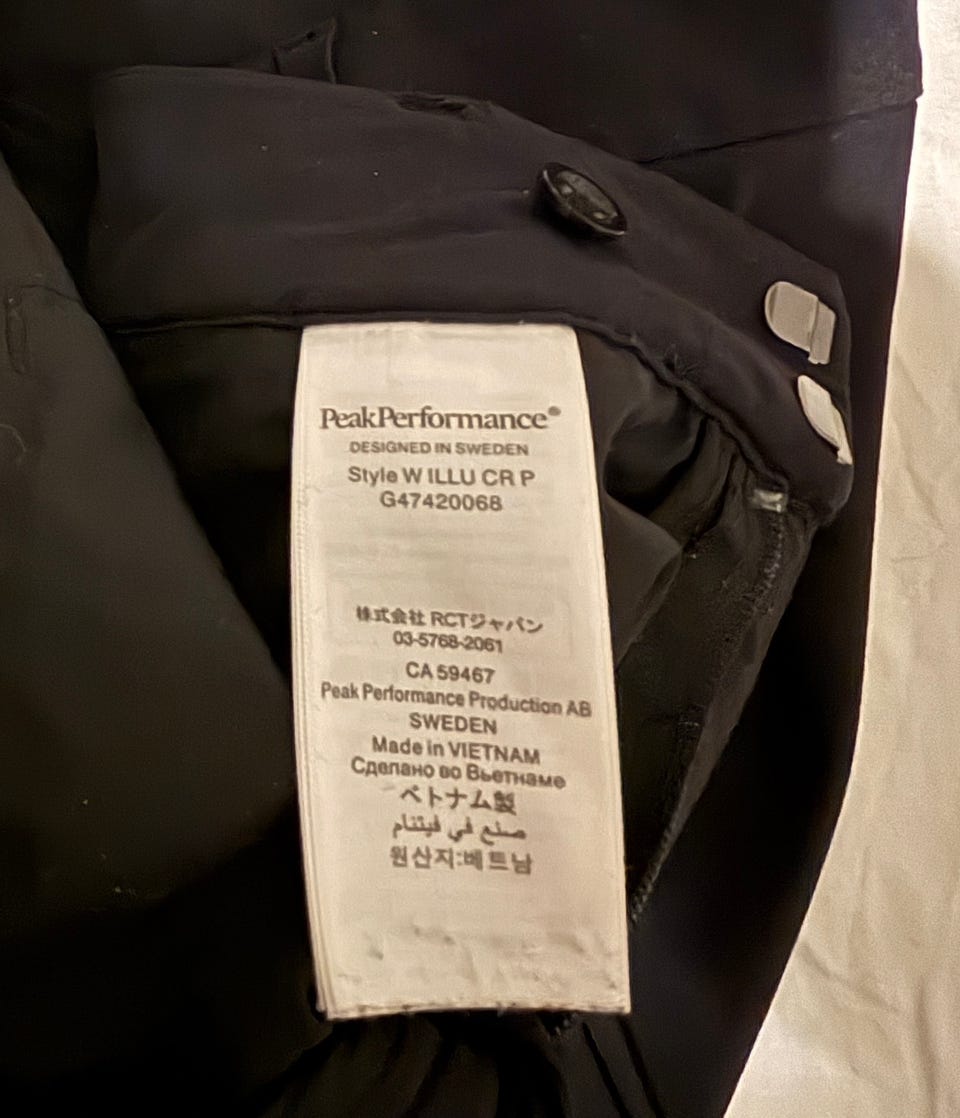 PeakPerformance®
DESIGNED IN SWEDEN
Style W ILLU CR P
G47420068
株式会社 RCTジャパン
03-5768-2061
CA 59467
Peak Performance Production AB
SWEDEN
Made in VIETNAM
Сделано во Вьетнаме
ベトナム製
صنع في فيتنام
원산지:베트남